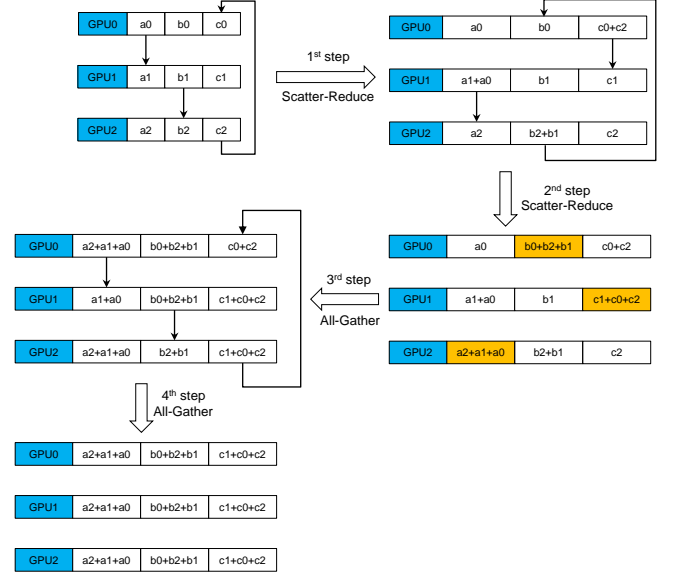 GPU0 a0 b0 c0
GPU1 a1 b1 c1
GPU2 a2 b2 c2
1st step
Scatter-Reduce
GPU0 a0 b0 c0+c2
GPU1 a1+a0 b1 c1
GPU2 a2 b2+b1 c2
2nd step
Scatter-Reduce
GPU0 a0 b0+b2+b1 c0+c2
GPU1 a1+a0 b1 c1+c0+c2
GPU2 a2+a1+a0 b2+b1 c2
3rd step
All-Gather
GPU0 a2+a1+a0 b0+b2+b1 c0+c2
GPU1 a1+a0 b0+b2+b1 c1+c0+c2
GPU2 a2+a1+a0 b2+b1 c1+c0+c2
4th step
All-Gather
GPU0 a2+a1+a0 b0+b2+b1 c1+c0+c2
GPU1 a2+a1+a0 b0+b2+b1 c1+c0+c2
GPU2 a2+a1+a0 b0+b2+b1 c1+c0+c2